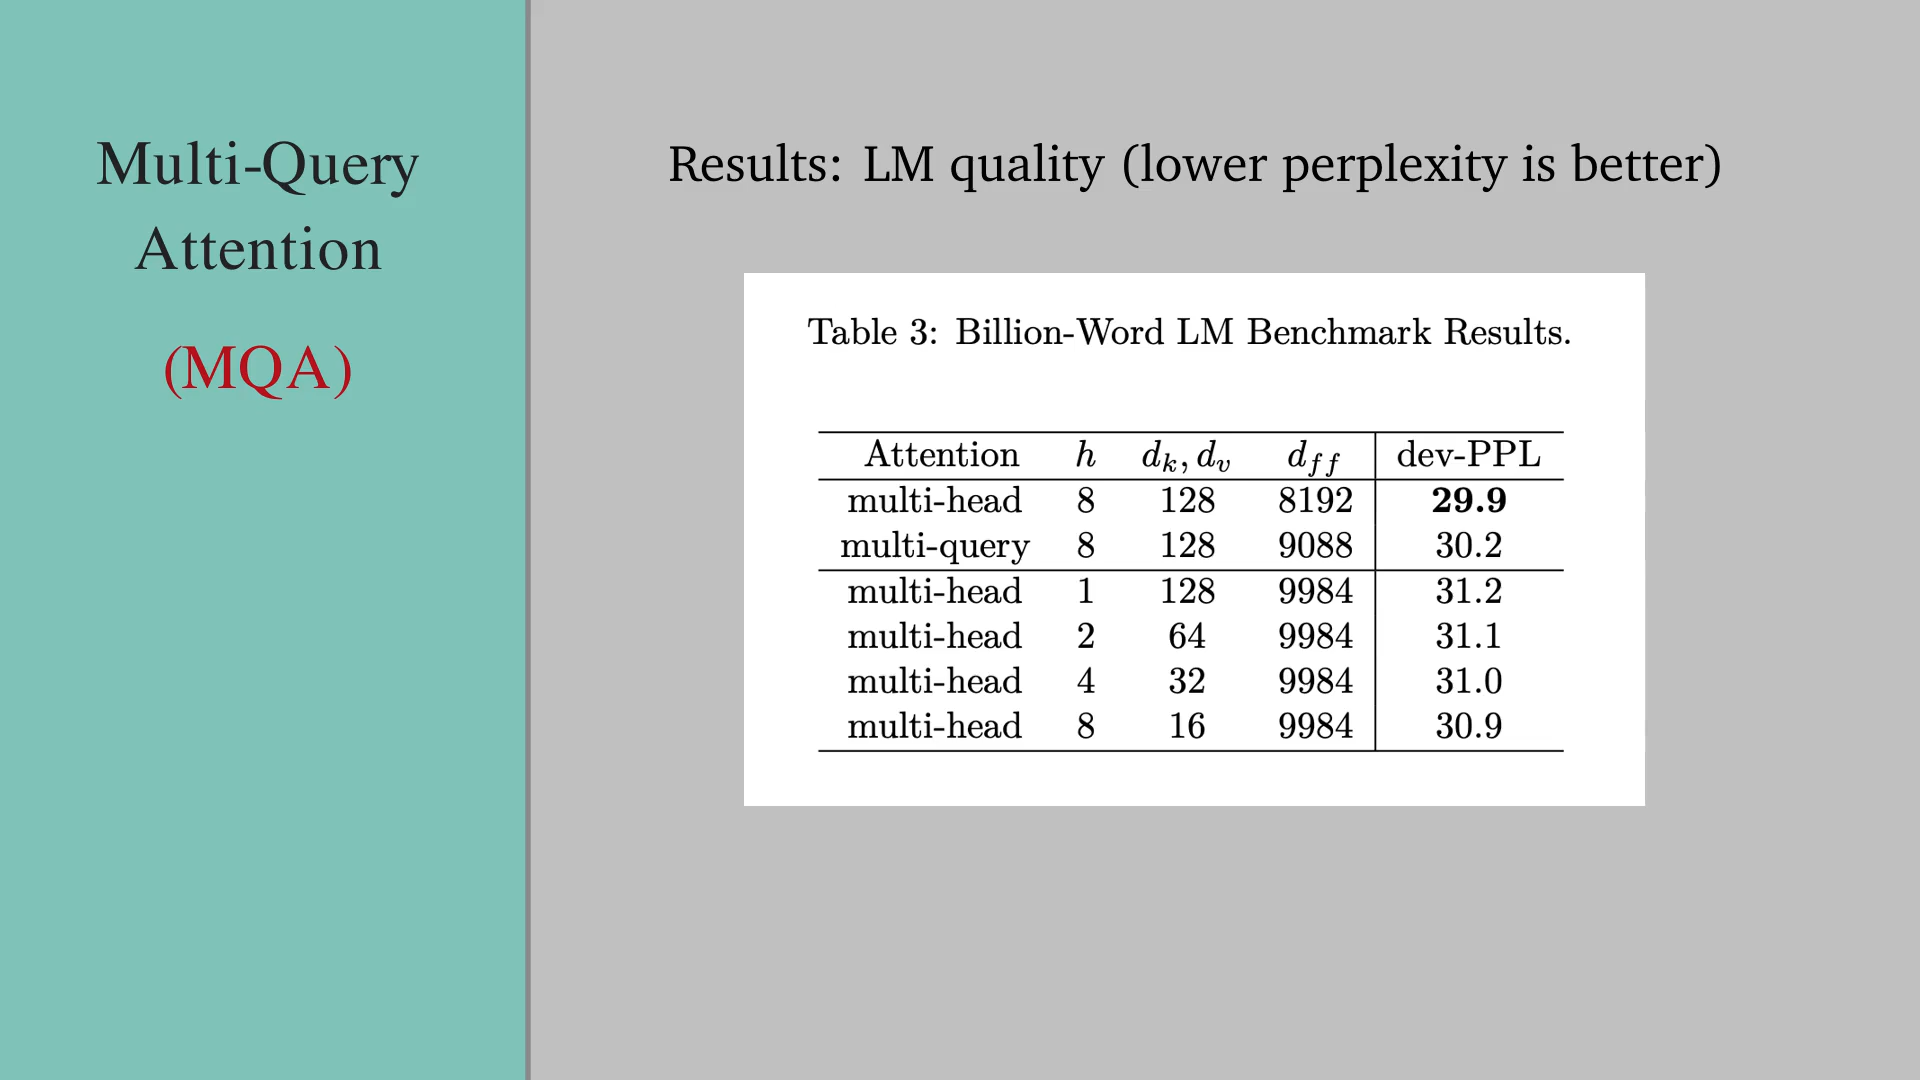 Multi-Query
Attention
(MQA)
Results: LM quality (lower perplexity is better)
Table 3: Billion-Word LM Benchmark Results.
Attention h d_k, d_v d_ff dev-PPL
multi-head 8 128 8192 29.9
multi-query 8 128 9088 30.2
multi-head 1 128 9984 31.2
multi-head 2 64 9984 31.1
multi-head 4 32 9984 31.0
multi-head 8 16 9984 30.9